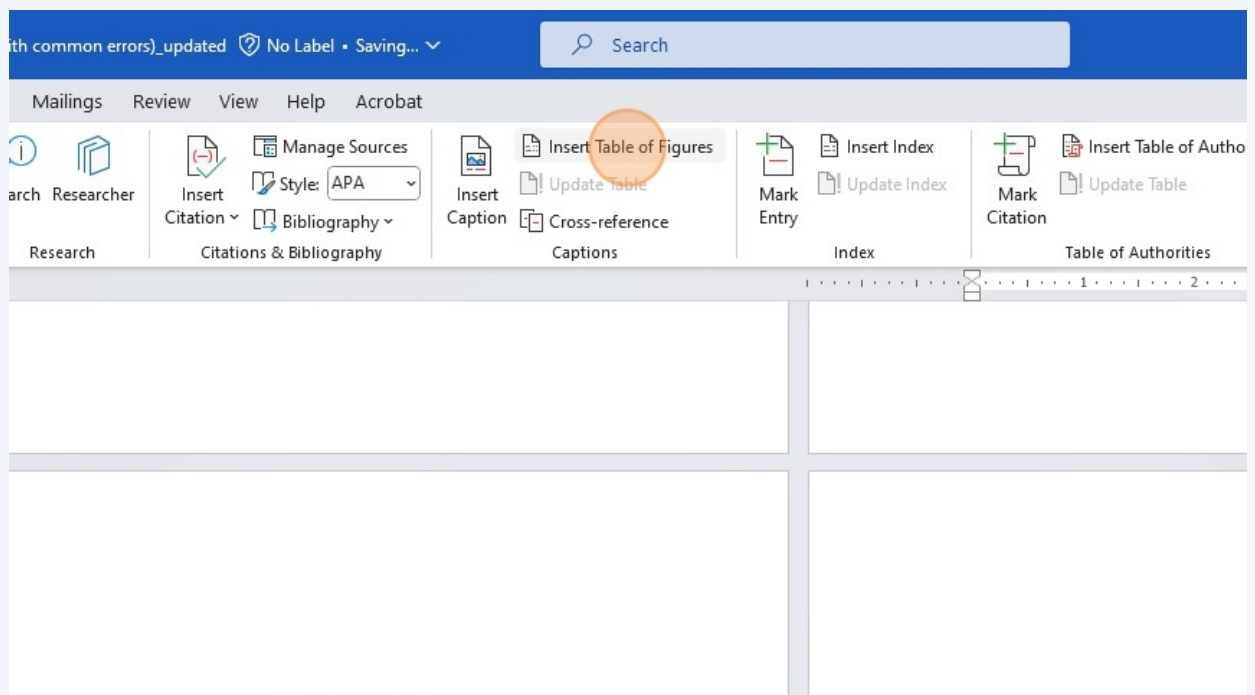 ith common errors)_updated No Label • Saving... Search
Mailings Review View Help Acrobat
Manage Sources Insert Table of Figures Insert Index Insert Table of Autho
arch Researcher Insert Style: APA Insert Update Table Mark Update Index Mark Update Table
Citation Bibliography Caption Cross-reference Entry Citation
Research Citations & Bibliography Captions Index Table of Authorities
1 2